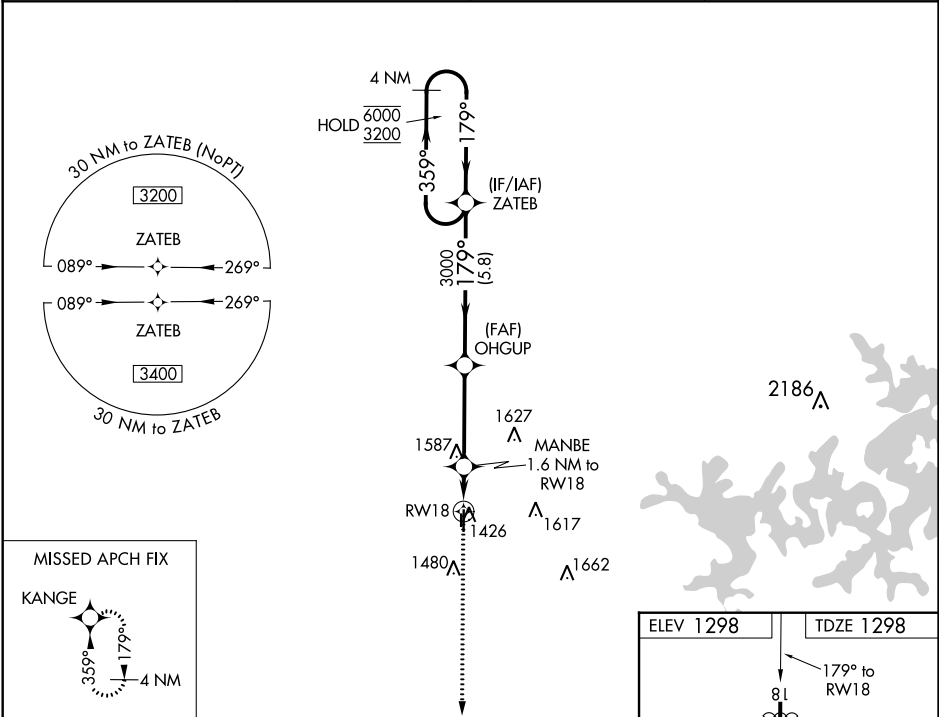 4 NM
HOLD 6000
3200
359°
179°
(IF/IAF)
ZATEB
3000
179°
(5.8)
(FAF)
OHGUP
1587
1627
MANBE
1.6 NM to
RW18
RW18
1426
1617
1480
1662
2186
30 NM to ZATEB (NoPT)
3200
ZATEB
089°
269°
089°
269°
ZATEB
3400
30 NM to ZATEB
MISSED APCH FIX
KANGE
359°
179°
4 NM
ELEV 1298
TDZE 1298
179° to
RW18
18